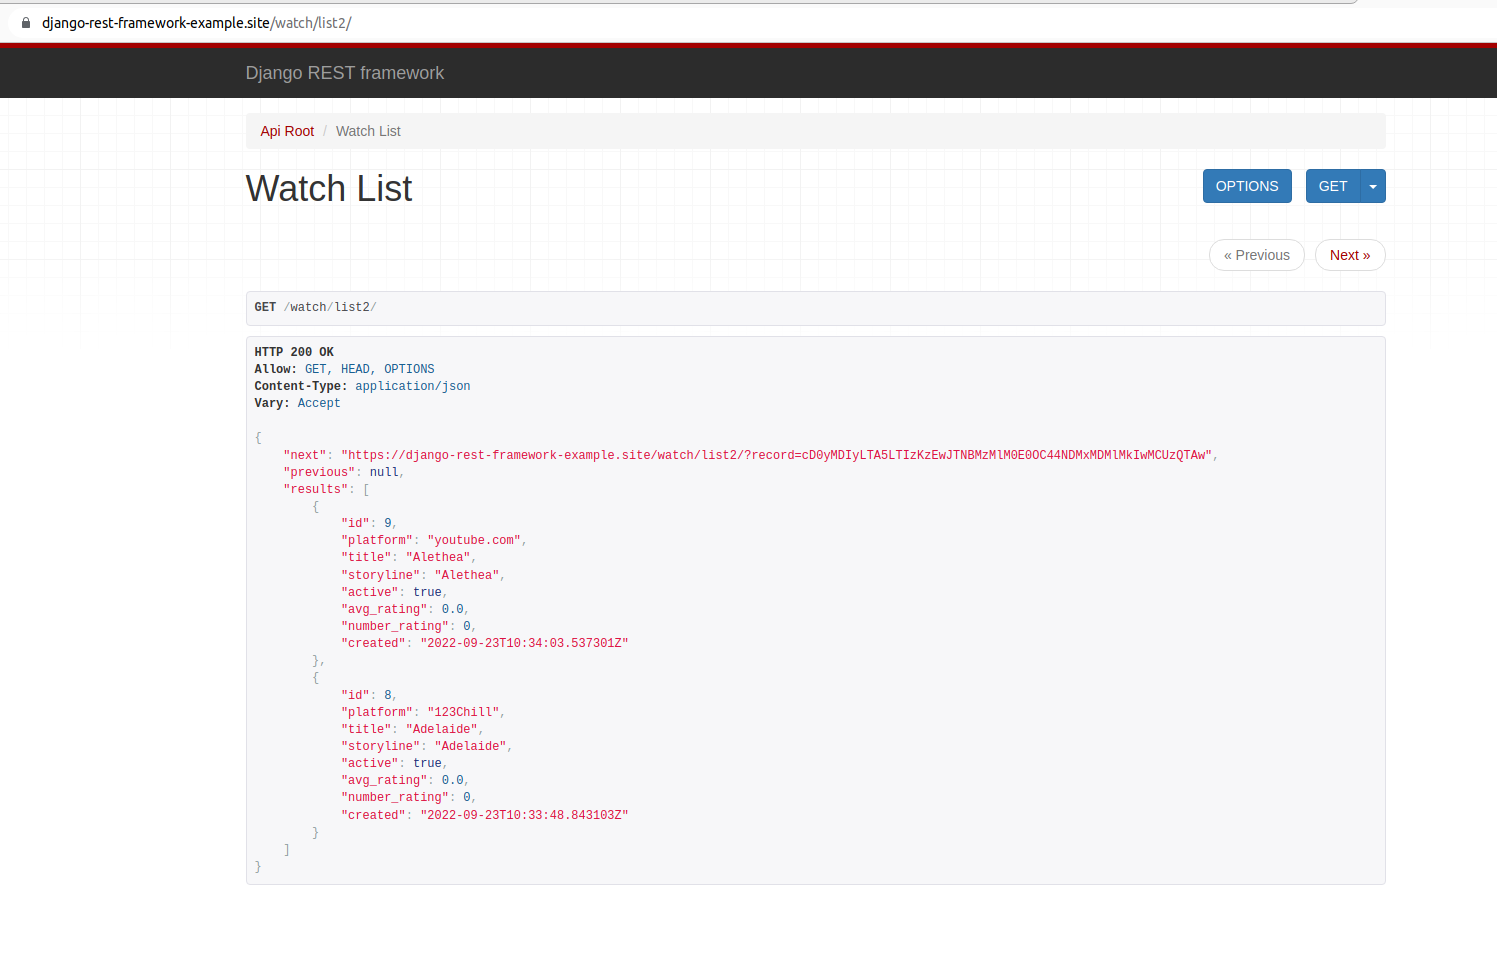 django-rest-framework-example.site/watch/list2/
Django REST framework
Api Root / Watch List
Watch List
OPTIONS GET
« Previous Next »
GET /watch/list2/
HTTP 200 OK
Allow: GET, HEAD, OPTIONS
Content-Type: application/json
Vary: Accept
{
"next": "https://django-rest-framework-example.site/watch/list2/?record=cD0yMDIyLTA5LTIzKzEwJTNBMzMlM0E0OC44NDMxMDMlMkIwMCUzQTAw",
"previous": null,
"results": [
{
"id": 9,
"platform": "youtube.com",
"title": "Alethea",
"storyline": "Alethea",
"active": true,
"avg_rating": 0.0,
"number_rating": 0,
"created": "2022-09-23T10:34:03.537301Z"
},
{
"id": 8,
"platform": "123Chill",
"title": "Adelaide",
"storyline": "Adelaide",
"active": true,
"avg_rating": 0.0,
"number_rating": 0,
"created": "2022-09-23T10:33:48.843103Z"
}
]
}